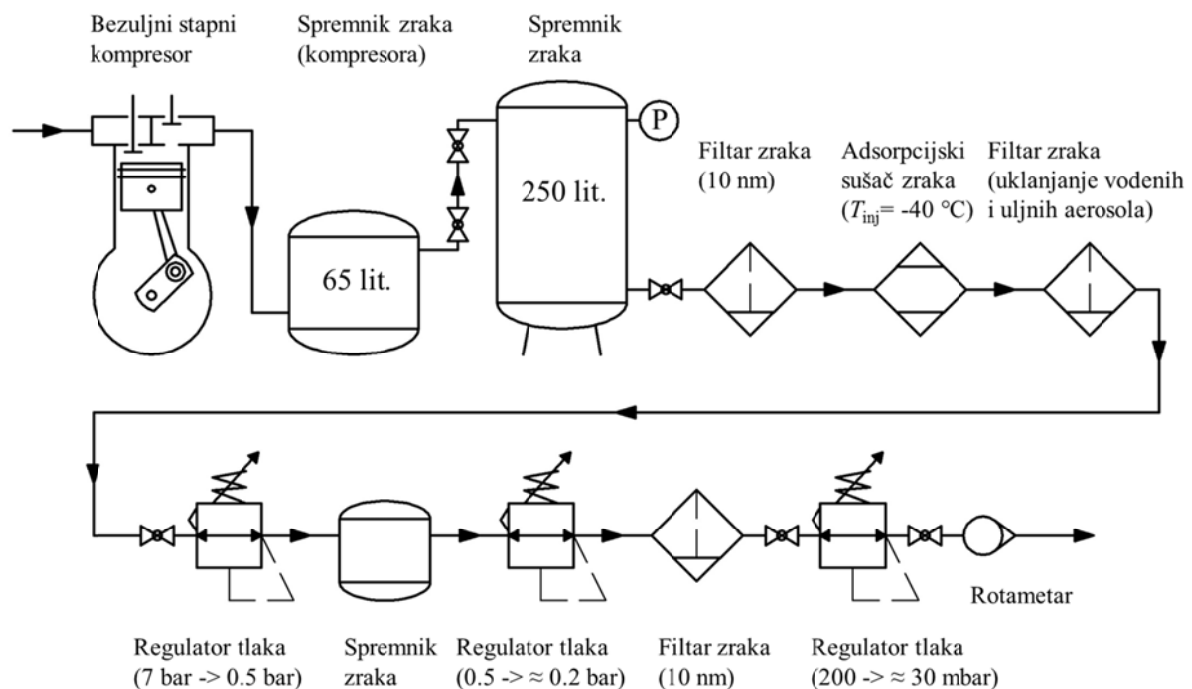 Bezuljni stapni
kompresor
Spremnik zraka
(kompresora)
Spremnik
zraka
P
250 lit.
65 lit.
Filtar zraka
(10 nm)
Adsorpcijski
sušač zraka
(Tinj= -40 °C)
Filtar zraka
(uklanjanje vodenih
i uljnih aerosola)
Rotametar
Regulator tlaka
(7 bar -> 0.5 bar)
Spremnik
zraka
Regulator tlaka
(0.5 -> ≈ 0.2 bar)
Filtar zraka
(10 nm)
Regulator tlaka
(200 -> ≈ 30 mbar)